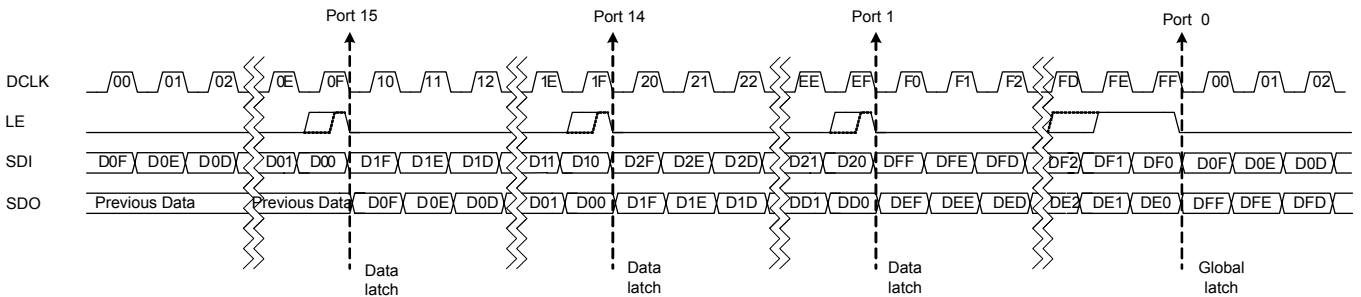 Port 15 Port 14 Port 1 Port 0
DCLK 00 01 02 0E 0F 10 11 12 1E 1F 20 21 22 EE EF F0 F1 F2 FD FE FF 00 01 02
LE
SDI D0F D0E D0D D01 D00 D1F D1E D1D D11 D10 D2F D2E D2D D21 D20 DFF DFE DFD DF2 DF1 DF0 D0F D0E D0D
SDO Previous Data Previous Data D0F D0E D0D D01 D00 D1F D1E D1D DD1 DD0 DEF DEE DED DE2 DE1 DE0 DFF DFE DFD
Data Data Data Global
latch latch latch latch